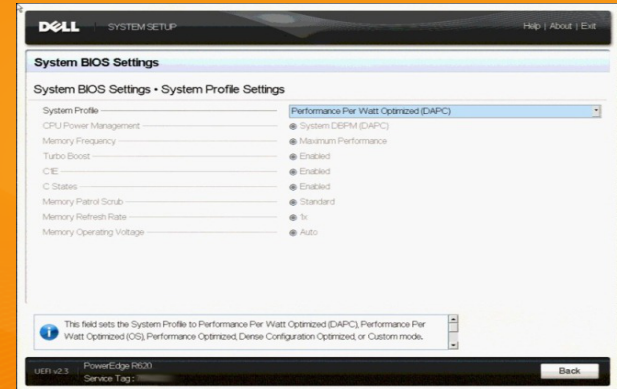 DELL SYSTEM SETUP Help | About | Exit
System BIOS Settings
System BIOS Settings • System Profile Settings
System Profile Performance Per Watt Optimized (DAPC)
CPU Power Management System DBPM (DAPC)
Memory Frequency Maximum Performance
Turbo Boost Enabled
C1E Enabled
C States Enabled
Memory Patrol Scrub Standard
Memory Refresh Rate 1x
Memory Operating Voltage Auto
This field sets the System Profile to Performance Per Watt Optimized (DAPC), Performance Per
Watt Optimized (OS), Performance Optimized, Dense Configuration Optimized, or Custom mode.
UEFI v2.3 PowerEdge R620
Service Tag :
Back